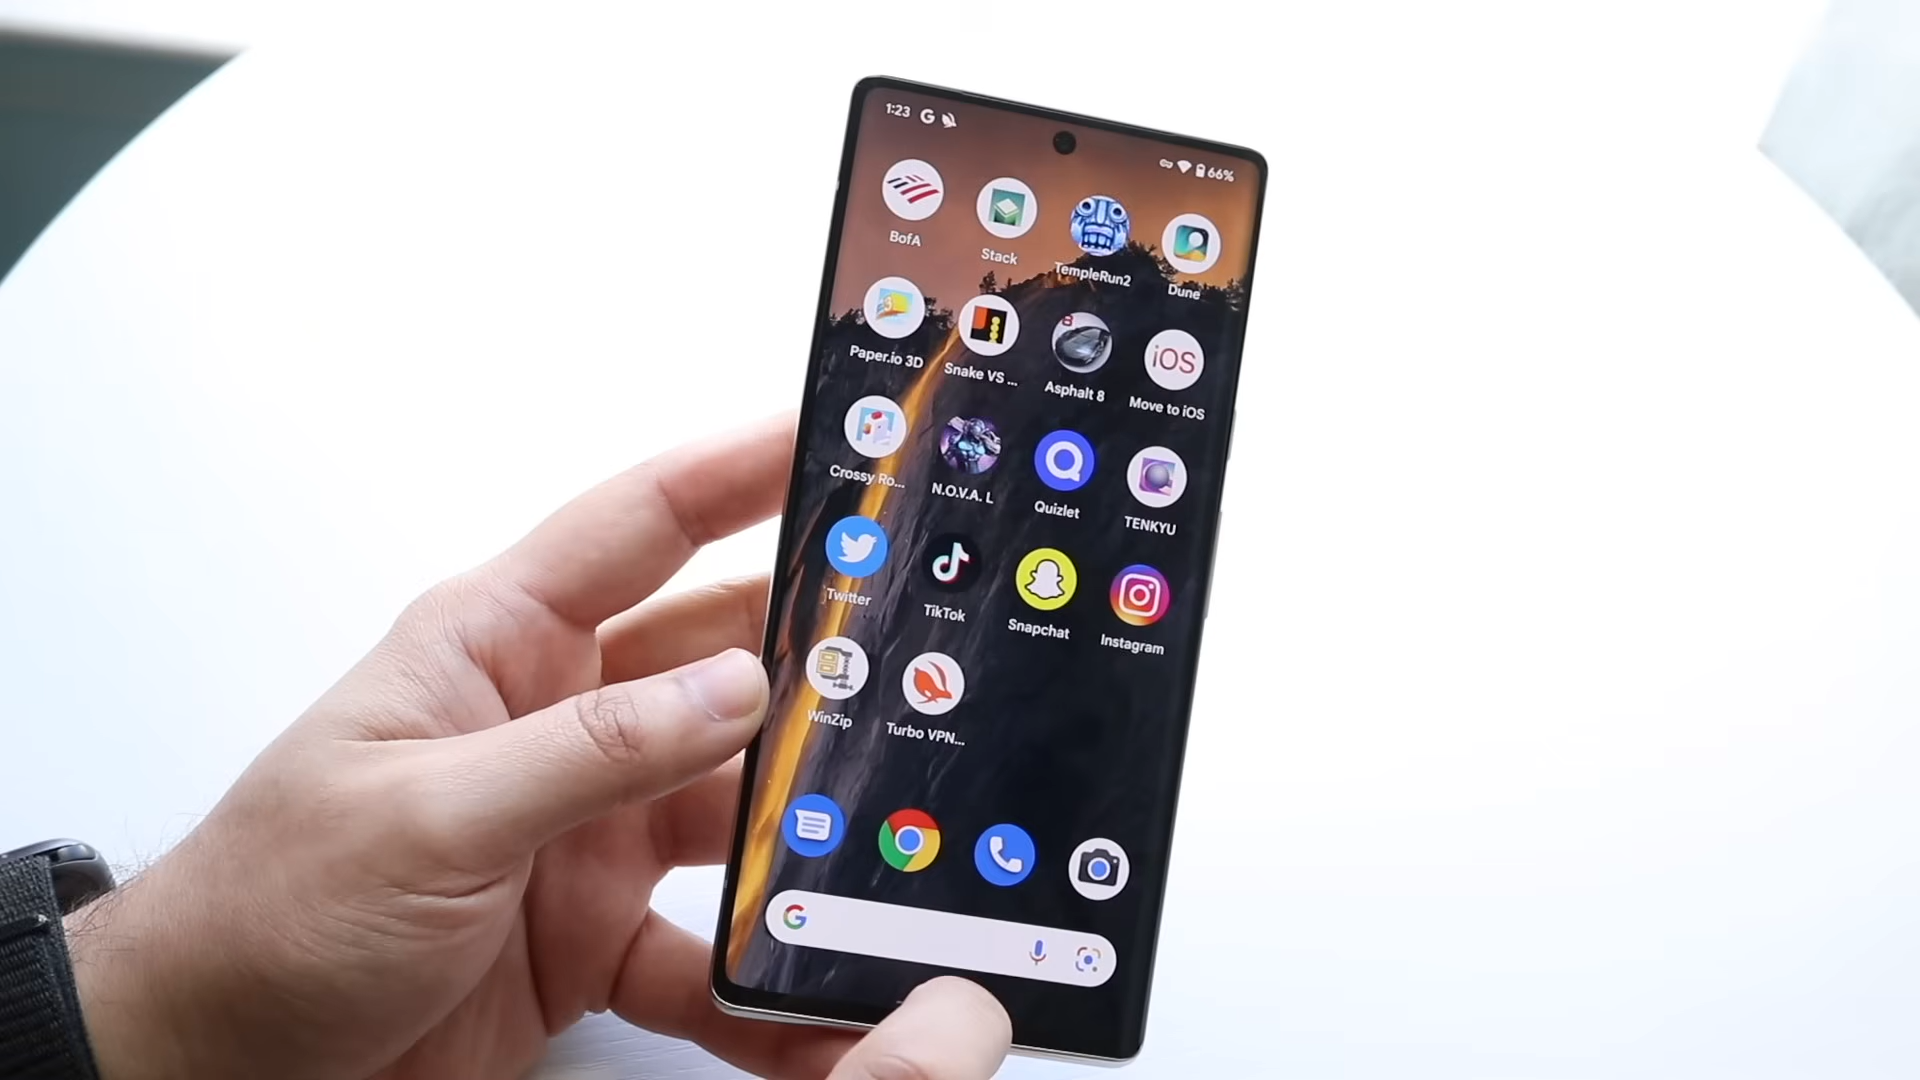 1:23 G
66%
BofA
Stack
TempleRun2
Dune
Paper.io 3D
Snake VS ...
Asphalt 8
iOS
Move to iOS
Crossy Ro...
N.O.V.A. L
Quizlet
TENKYU
Twitter
TikTok
Snapchat
Instagram
WinZip
Turbo VPN...
G